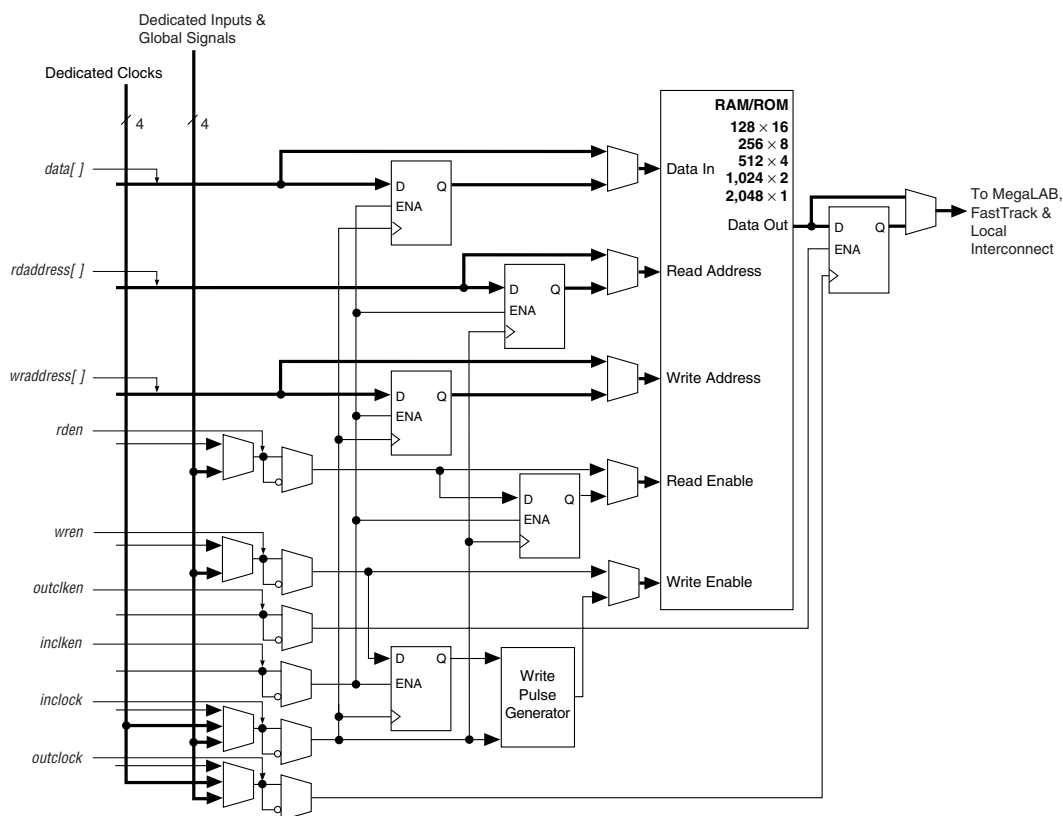 Dedicated Inputs &
Global Signals
Dedicated Clocks
4
4
RAM/ROM
128 × 16
256 × 8
512 × 4
1,024 × 2
2,048 × 1
data[ ]
D
Q
ENA
Data In
Data Out
D
Q
ENA
To MegaLAB,
FastTrack &
Local
Interconnect
rdaddress[ ]
D
Q
ENA
Read Address
wraddress[ ]
D
Q
ENA
Write Address
rden
D
Q
ENA
Read Enable
wren
Write Enable
outclken
inclken
D
Q
ENA
Write
Pulse
Generator
inclock
outclock